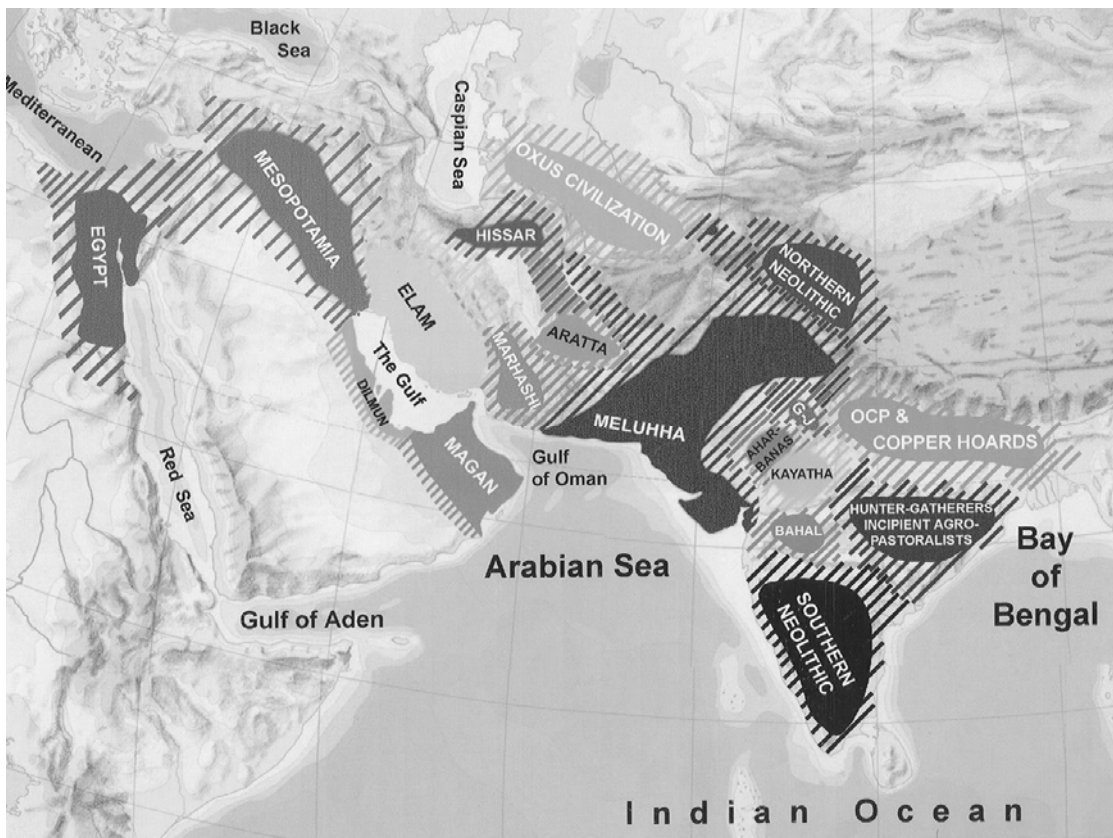 Black
Sea
Mediterranean
Caspian Sea
OXUS CIVILIZATION
MESOPOTAMIA
EGYPT
HISSAR
NORTHERN
NEOLITHIC
ELAM
ARATTA
MARHASHI
The Gulf
DILMUN
MELUHHA
G-J
OCP &
COPPER HOARDS
AHAR-
BANAS
KAYATHA
MAGAN
Gulf
of Oman
Red Sea
HUNTER-GATHERERS
INCIPIENT AGRO-
PASTORALISTS
BAHAL
Arabian Sea
Bay
of
Bengal
Gulf of Aden
SOUTHERN
NEOLITHIC
Indian Ocean